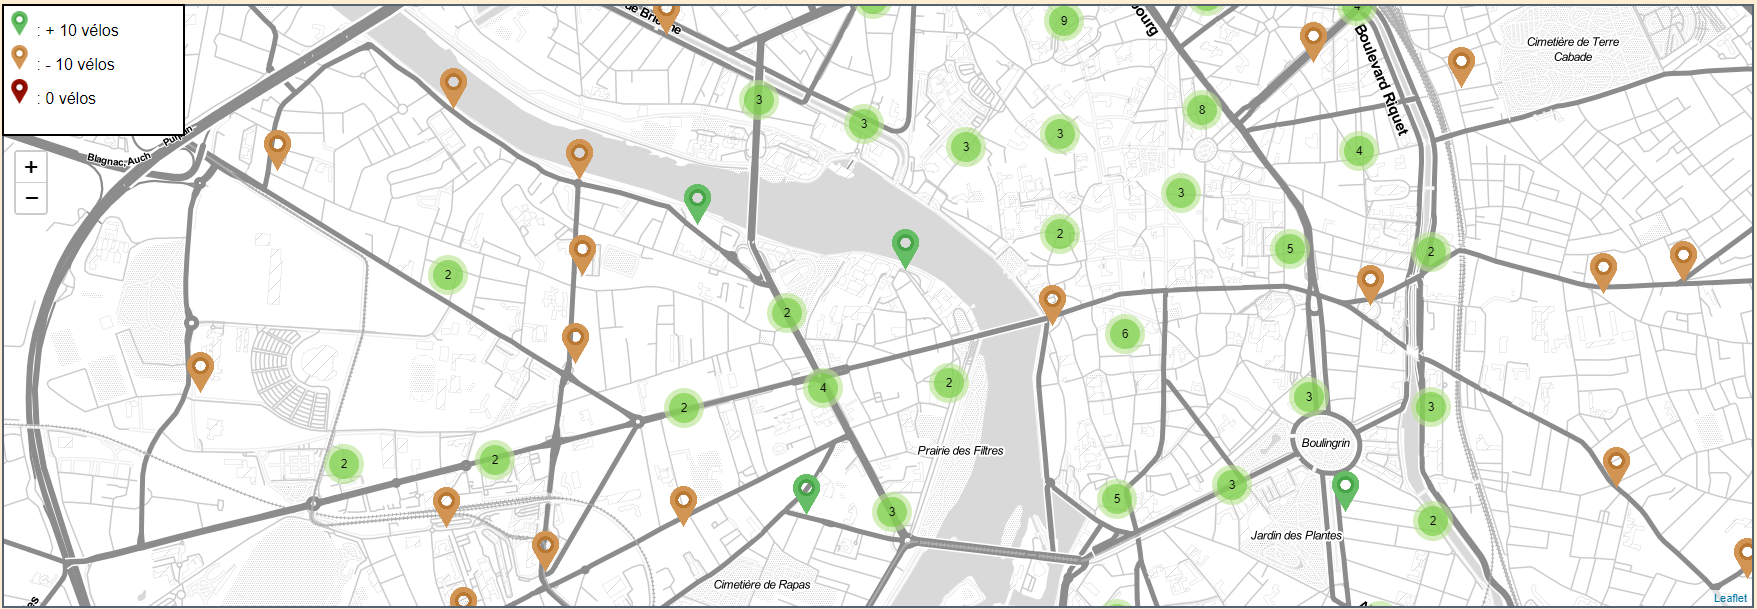 : + 10 vélos
: - 10 vélos
: 0 vélos
+
−
de Brienne
9
4
Boulevard Riquet
Cimetière de Terre
Cabade
3
3
8
3
3
4
Blagnac, Auch
Purpan
3
2
5
2
2
2
6
4
2
2
3
3
Prairie des Filtres
Boulingrin
2
2
5
3
3
2
Jardin des Plantes
Cimetière de Rapas
Leaflet